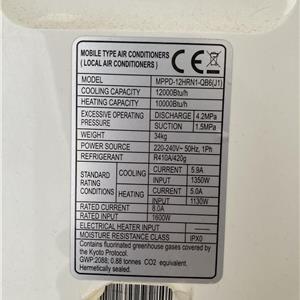 MOBILE TYPE AIR CONDITIONERS
( LOCAL AIR CONDITIONERS )
CE
MODEL MPPD-12HRN1-QB6(J1)
COOLING CAPACITY 12000Btu/h
HEATING CAPACITY 10000Btu/h
EXCESSIVE OPERATING PRESSURE DISCHARGE 4.2MPa
SUCTION 1.5MPa
WEIGHT 34kg
POWER SOURCE 220-240V~ 50Hz, 1Ph
REFRIGERANT R410A/420g
STANDARD RATING CONDITIONS COOLING CURRENT 5.9A
INPUT 1350W
HEATING CURRENT 5.0A
INPUT 1130W
RATED CURRENT 8.0A
RATED INPUT 1600W
ELECTRICAL HEATER INPUT
MOISTURE RESISTANCE CLASS IPX0
Contains fluorinated greenhouse gases covered by
the Kyoto Protocol.
GWP:2088; 0.88 tonnes CO2 equivalent.
Hermetically sealed.